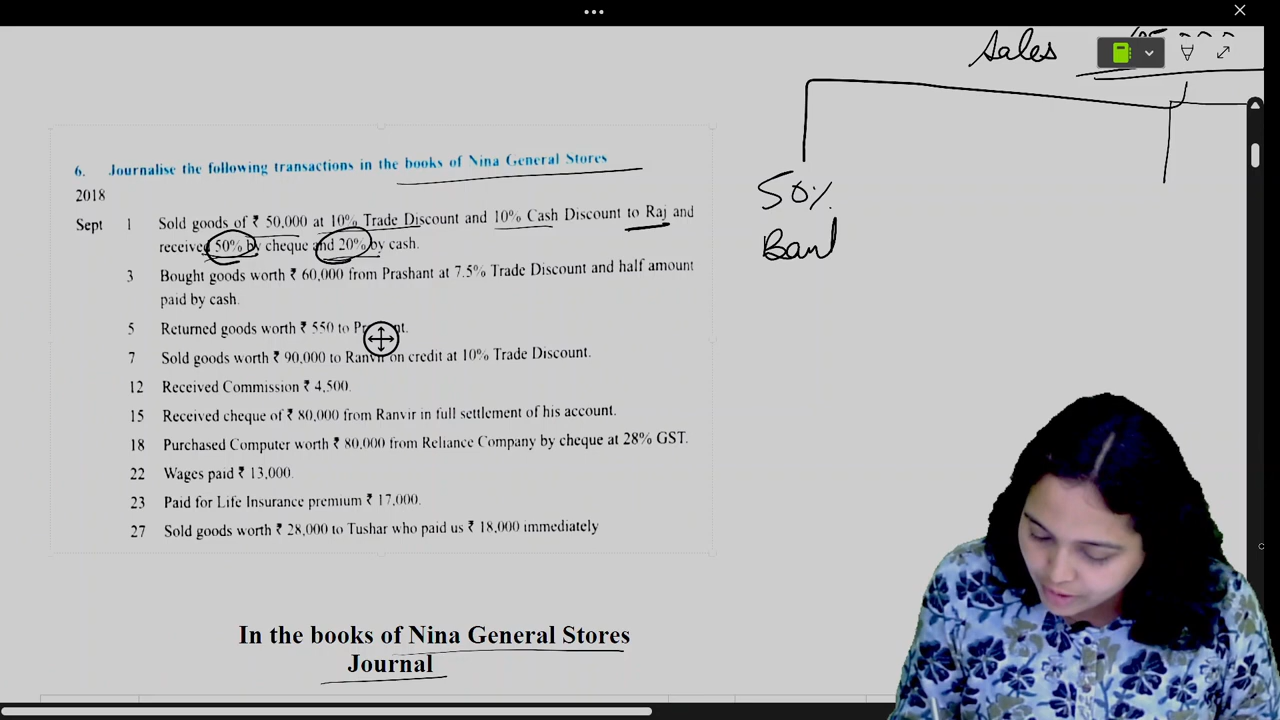 Sales
6. Journalise the following transactions in the books of Nina General Stores
2018
Sept 1 Sold goods of ₹ 50,000 at 10% Trade Discount and 10% Cash Discount to Raj and
received 50% by cheque and 20% by cash.
3 Bought goods worth ₹ 60,000 from Prashant at 7.5% Trade Discount and half amount
paid by cash.
5 Returned goods worth ₹ 550 to
7 Sold goods worth ₹ 90,000 to Ranvir on credit at 10% Trade Discount.
12 Received Commission ₹ 4,500.
15 Received cheque of ₹ 80,000 from Ranvir in full settlement of his account.
18 Purchased Computer worth ₹ 80,000 from Reliance Company by cheque at 28% GST.
22 Wages paid ₹ 13,000.
23 Paid for Life Insurance premium ₹ 17,000.
27 Sold goods worth ₹ 28,000 to Tushar who paid us ₹ 18,000 immediately
50%
In the books of Nina General Stores
Journal